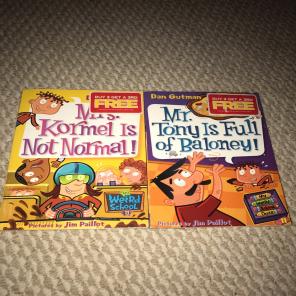 BUY 2 GET A 3RD
FREE
Mrs.
Kormel Is
Not Normal!
Weird
School
Pictures by Jim Paillot
Dan Gutman
BUY 2 GET A 3RD
FREE
Mr.
Tony Is Full
of Baloney!
Pictures by Jim Paillot